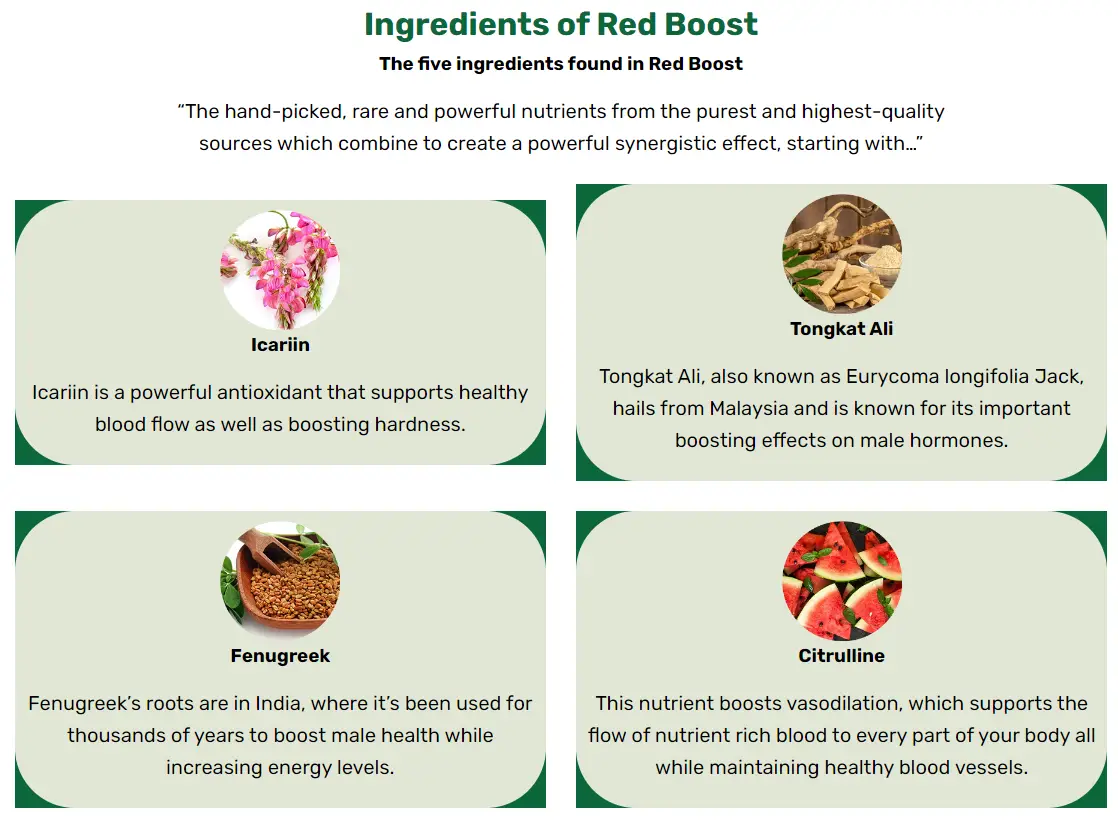 Ingredients of Red Boost
The five ingredients found in Red Boost
“The hand-picked, rare and powerful nutrients from the purest and highest-quality
sources which combine to create a powerful synergistic effect, starting with…”
Icariin
Icariin is a powerful antioxidant that supports healthy
blood flow as well as boosting hardness.
Tongkat Ali
Tongkat Ali, also known as Eurycoma longifolia Jack,
hails from Malaysia and is known for its important
boosting effects on male hormones.
Fenugreek
Fenugreek’s roots are in India, where it’s been used for
thousands of years to boost male health while
increasing energy levels.
Citrulline
This nutrient boosts vasodilation, which supports the
flow of nutrient rich blood to every part of your body all
while maintaining healthy blood vessels.